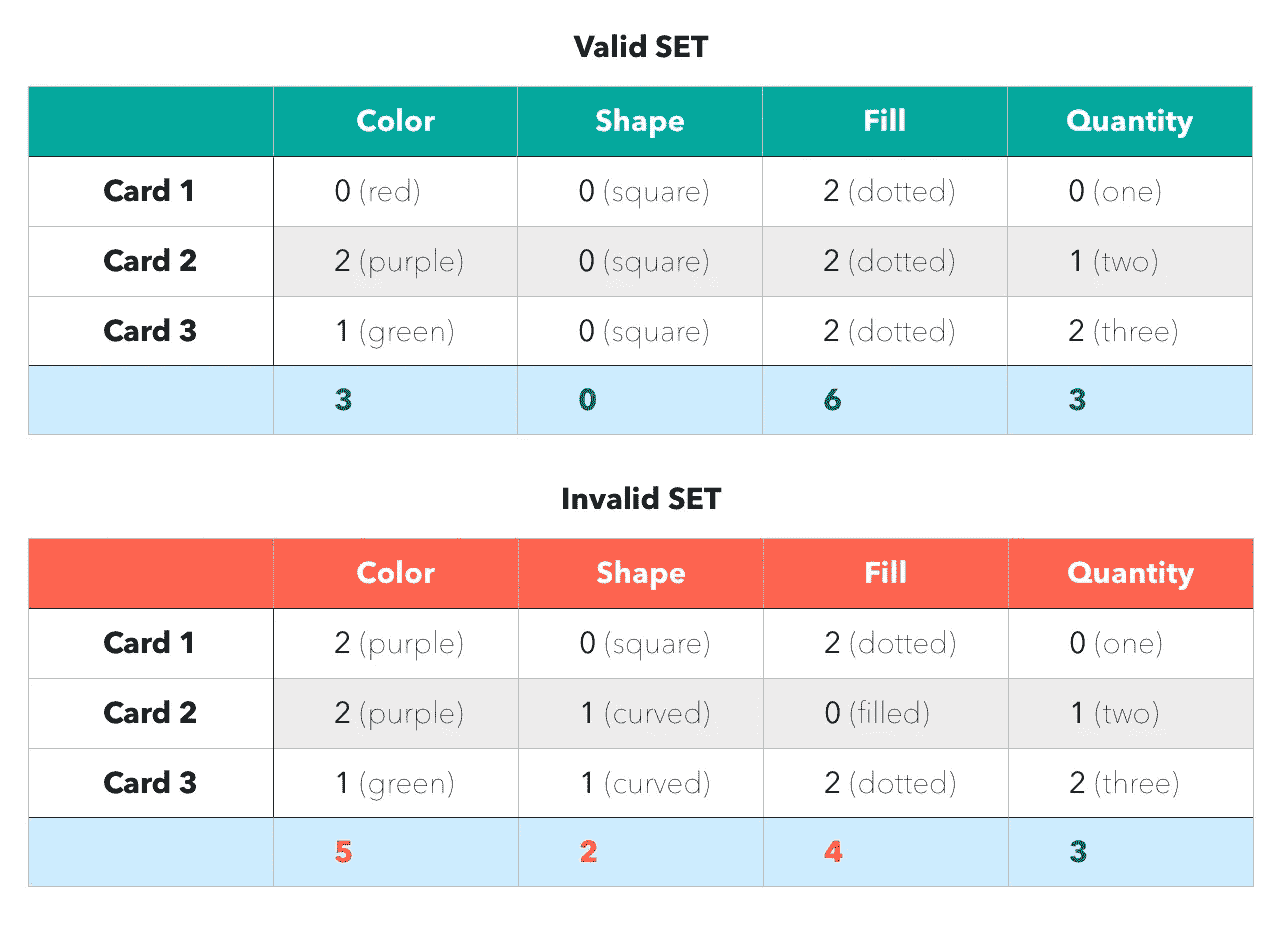 Valid SET
Color Shape Fill Quantity
Card 1 0 (red) 0 (square) 2 (dotted) 0 (one)
Card 2 2 (purple) 0 (square) 2 (dotted) 1 (two)
Card 3 1 (green) 0 (square) 2 (dotted) 2 (three)
3 0 6 3
Invalid SET
Color Shape Fill Quantity
Card 1 2 (purple) 0 (square) 2 (dotted) 0 (one)
Card 2 2 (purple) 1 (curved) 0 (filled) 1 (two)
Card 3 1 (green) 1 (curved) 2 (dotted) 2 (three)
5 2 4 3